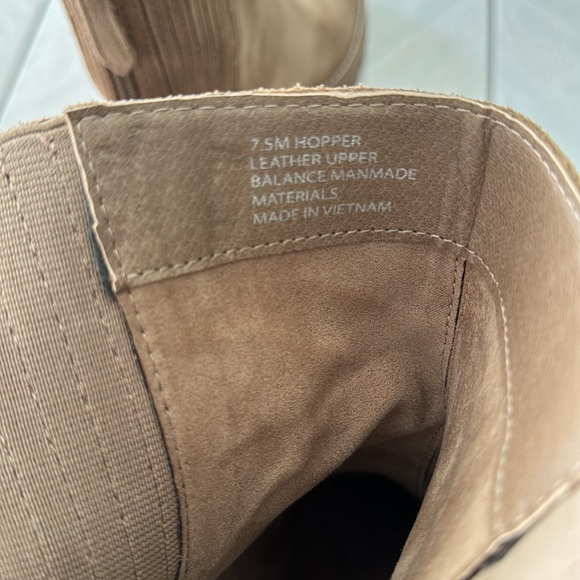 7.5M HOPPER
LEATHER UPPER
BALANCE MANMADE
MATERIALS
MADE IN VIETNAM